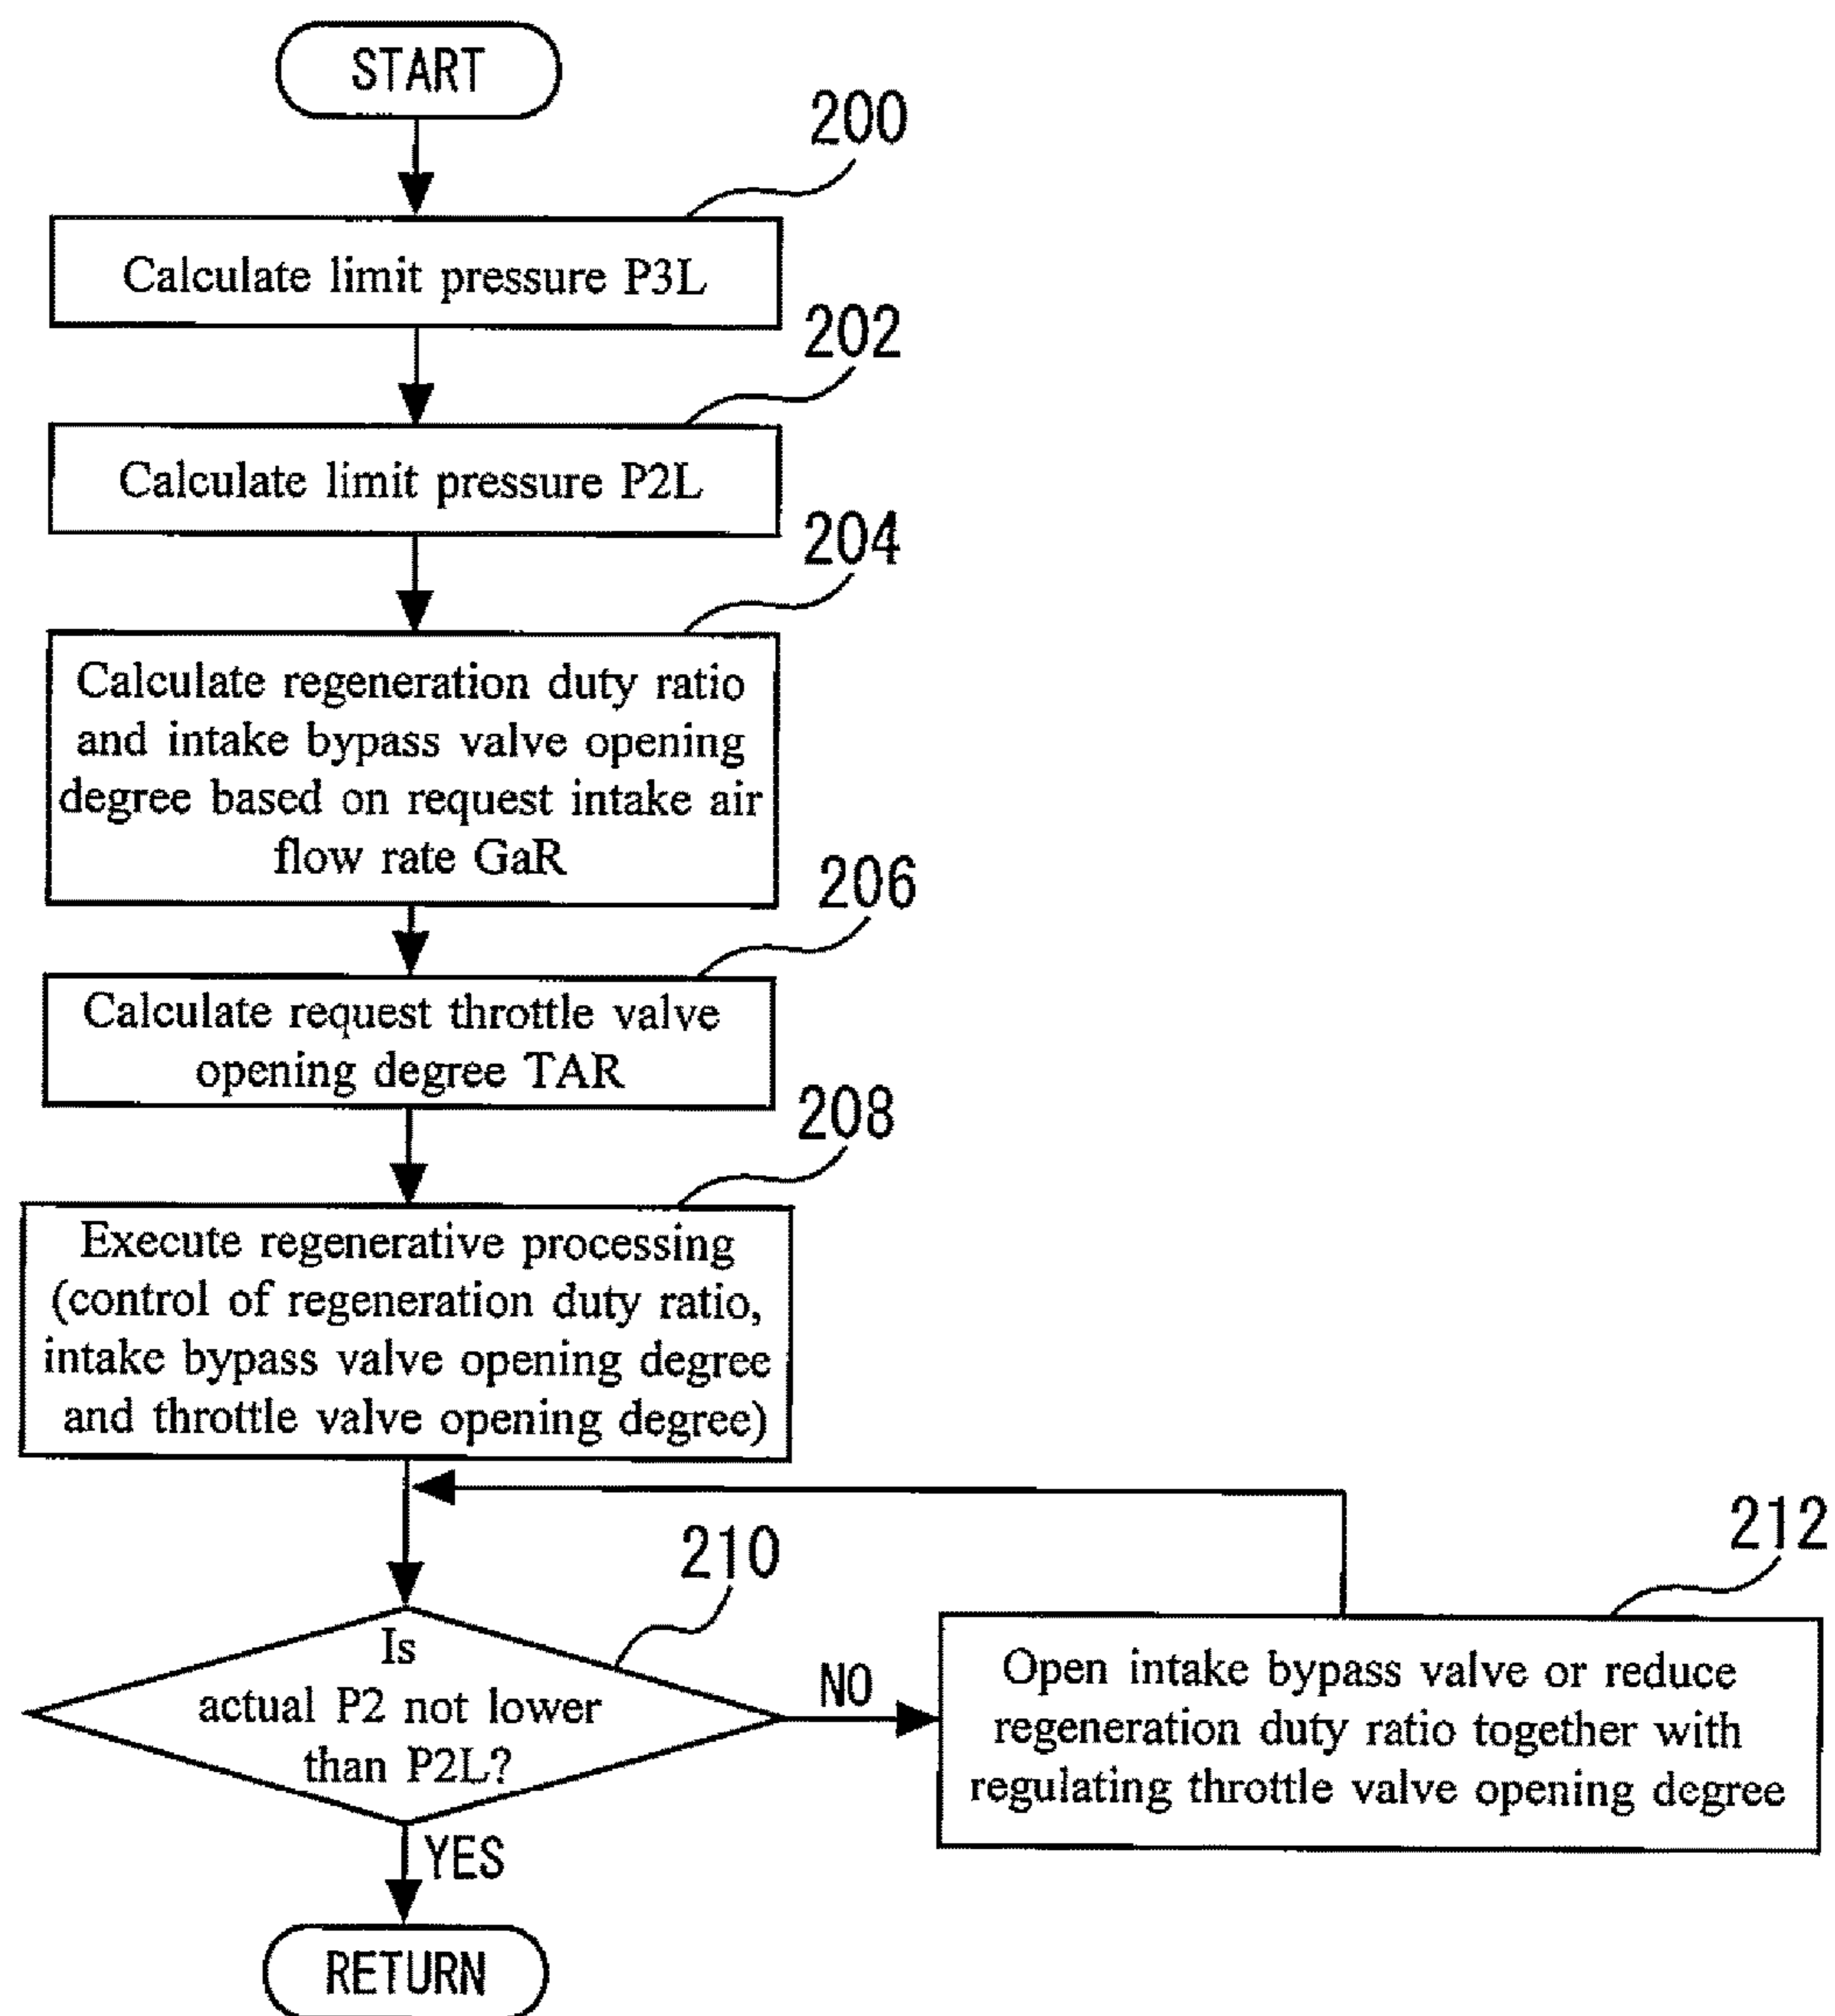 START
200
Calculate limit pressure P3L
202
Calculate limit pressure P2L
204
Calculate regeneration duty ratio
and intake bypass valve opening
degree based on request intake air
flow rate GaR
206
Calculate request throttle valve
opening degree TAR
208
Execute regenerative processing
(control of regeneration duty ratio,
intake bypass valve opening degree
and throttle valve opening degree)
210
Is
actual P2 not lower
than P2L?
NO
212
Open intake bypass valve or reduce
regeneration duty ratio together with
regulating throttle valve opening degree
YES
RETURN